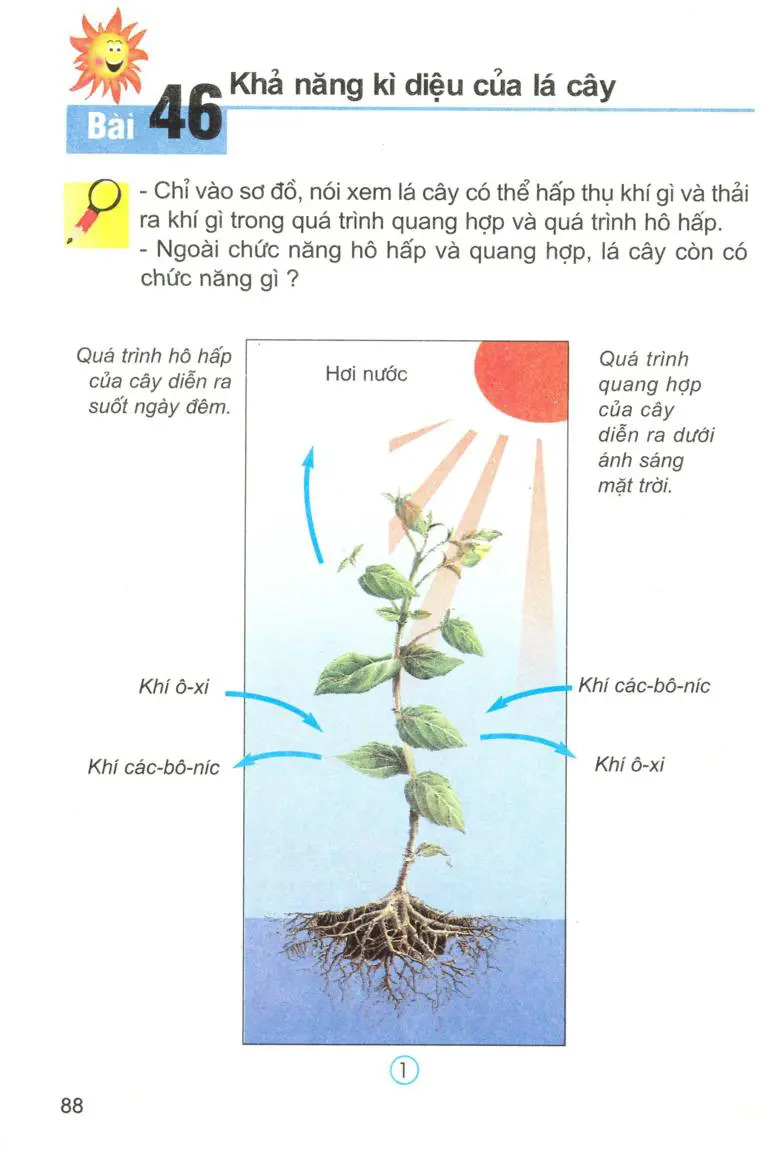 Bài 46
Khả năng kì diệu của lá cây
- Chỉ vào sơ đồ, nói xem lá cây có thể hấp thụ khí gì và thải
ra khí gì trong quá trình quang hợp và quá trình hô hấp.
- Ngoài chức năng hô hấp và quang hợp, lá cây còn có
chức năng gì ?
Quá trình hô hấp
của cây diễn ra
suốt ngày đêm.
Hơi nước
Quá trình
quang hợp
của cây
diễn ra dưới
ánh sáng
mặt trời.
Khí ô-xi
Khí các-bô-níc
Khí các-bô-níc
Khí ô-xi
1
88